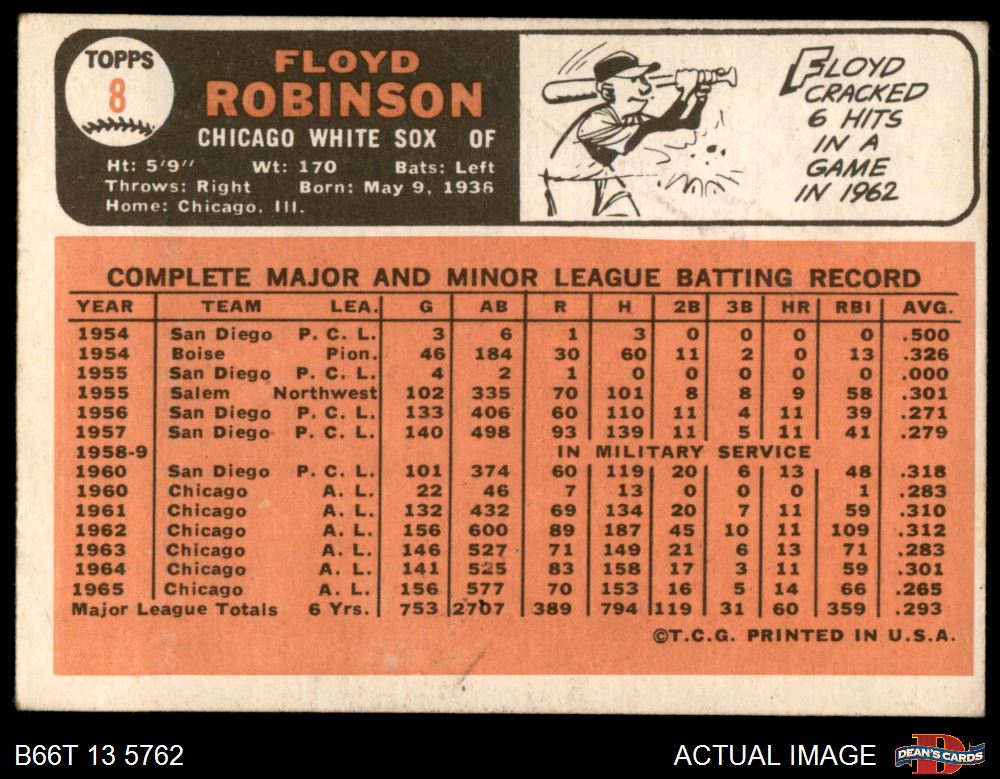 TOPPS
8
FLOYD
ROBINSON
CHICAGO WHITE SOX OF
Ht: 5'9" Wt: 170 Bats: Left
Throws: Right Born: May 9, 1936
Home: Chicago, Ill.
FLOYD
CRACKED
6 HITS
IN A
GAME
IN 1962
COMPLETE MAJOR AND MINOR LEAGUE BATTING RECORD
YEAR TEAM LEA. G AB R H 2B 3B HR RBI AVG.
1954 San Diego P. C. L. 3 6 1 3 0 0 0 0 .500
1954 Boise Pion. 46 184 30 60 11 2 0 13 .326
1955 San Diego P. C. L. 4 2 1 0 0 0 0 0 .000
1955 Salem Northwest 102 335 70 101 8 8 9 58 .301
1956 San Diego P. C. L. 133 406 60 110 11 4 11 39 .271
1957 San Diego P. C. L. 140 498 93 139 11 5 11 41 .279
1958-9 IN MILITARY SERVICE
1960 San Diego P. C. L. 101 374 60 119 20 6 13 48 .318
1960 Chicago A. L. 22 46 7 13 0 0 0 1 .283
1961 Chicago A. L. 132 432 69 134 20 7 11 59 .310
1962 Chicago A. L. 156 600 89 187 45 10 11 109 .312
1963 Chicago A. L. 146 527 71 149 21 6 13 71 .283
1964 Chicago A. L. 141 525 83 158 17 3 11 59 .301
1965 Chicago A. L. 156 577 70 153 16 5 14 66 .265
Major League Totals 6 Yrs. 753 2707 389 794 119 31 60 359 .293
©T.C.G. PRINTED IN U.S.A.
B66T 13 5762
ACTUAL IMAGE
D
DEAN'S CARDS